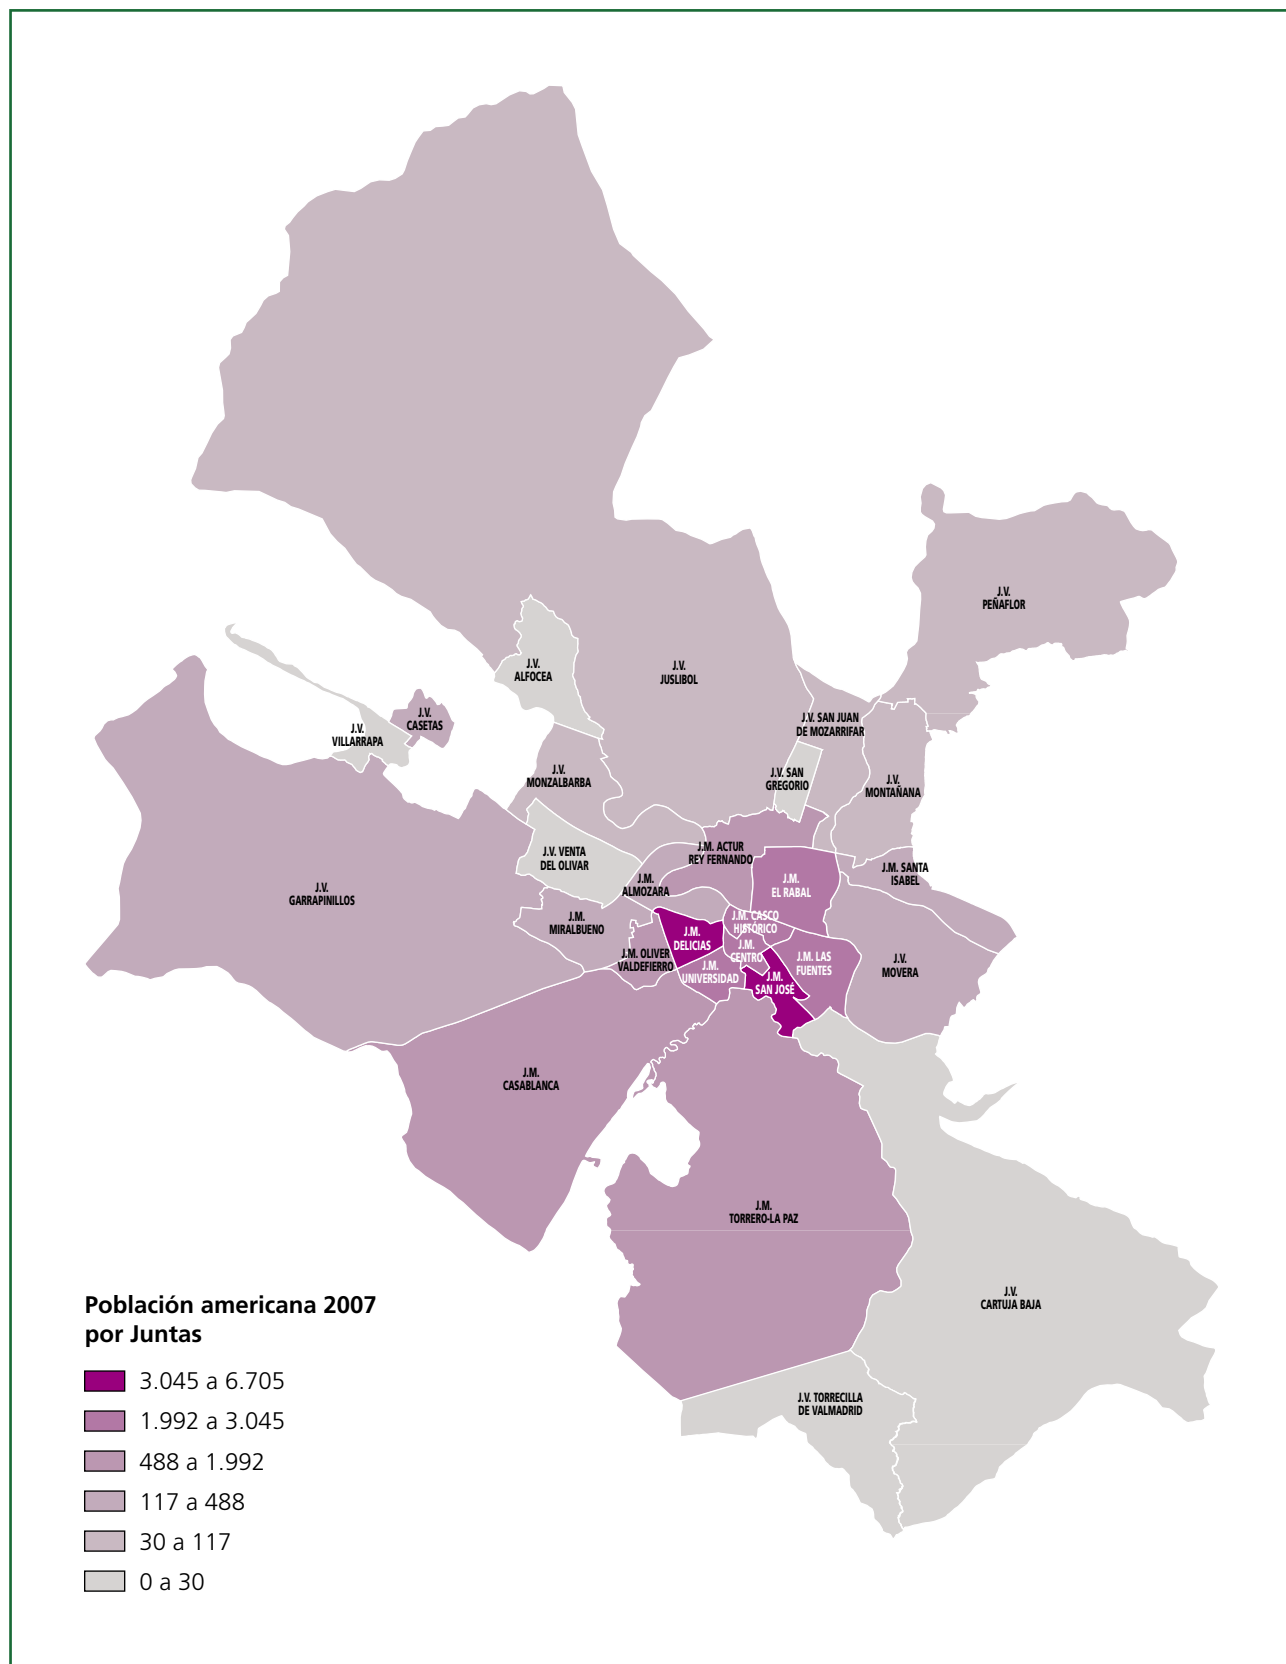 J.V.
PEÑAFLOR
J.V.
ALFOCEA
J.V.
JUSLIBOL
J.V.
CASETAS
J.V.
VILLARRAPA
J.V. SAN JUAN
DE MOZARRIFAR
J.V.
MONZALBARBA
J.V. SAN
GREGORIO
J.V.
MONTAÑANA
J.V. VENTA
DEL OLIVAR
J.M. ACTUR
REY FERNANDO
J.M. SANTA
ISABEL
J.V.
GARRAPINILLOS
J.M.
ALMOZARA
J.M.
EL RABAL
J.M.
MIRALBUENO
J.M. CASCO
HISTÓRICO
J.M.
DELICIAS
J.M. OLIVER
VALDEFIERRO
J.M.
CENTRO
J.M. LAS
FUENTES
J.V.
MOVERA
J.M.
UNIVERSIDAD
J.M.
SAN JOSÉ
J.M.
CASABLANCA
J.M.
TORRERO-LA PAZ
J.V.
CARTUJA BAJA
J.V. TORRECILLA
DE VALMADRID
Población americana 2007
por Juntas
3.045 a 6.705
1.992 a 3.045
488 a 1.992
117 a 488
30 a 117
0 a 30